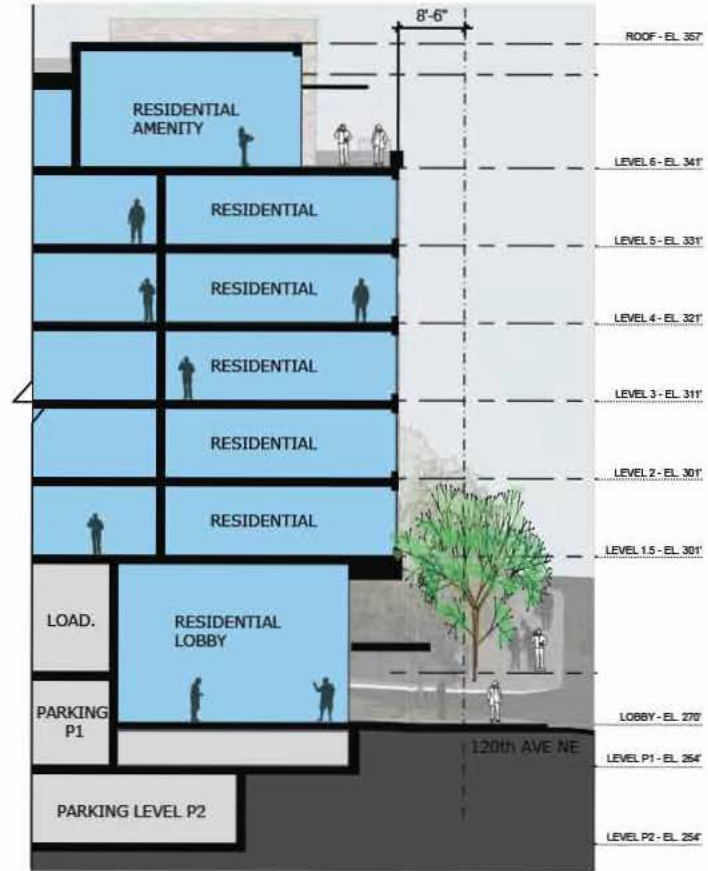 8'-6"
ROOF - EL. 357'
RESIDENTIAL
AMENITY
LEVEL 6 - EL. 341'
RESIDENTIAL
LEVEL 5 - EL. 331'
RESIDENTIAL
LEVEL 4 - EL. 321'
RESIDENTIAL
LEVEL 3 - EL. 311'
RESIDENTIAL
LEVEL 2 - EL. 301'
RESIDENTIAL
LEVEL 1.5 - EL. 301'
LOAD.
RESIDENTIAL
LOBBY
PARKING
P1
LOBBY - EL. 270'
120th AVE NE
LEVEL P1 - EL. 264'
PARKING LEVEL P2
LEVEL P2 - EL. 254'